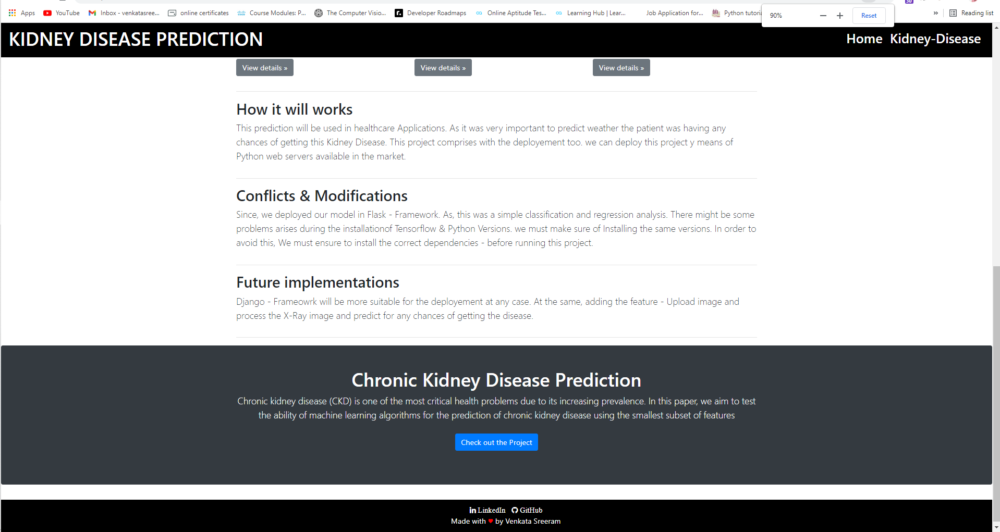 Apps YouTube Inbox - venkatasree... online certificates Course Modules: P... The Computer Visio... Developer Roadmaps Online Aptitude Tes... Learning Hub | Lear... Job Application for... Python tutoria 90% Reset » Reading list
KIDNEY DISEASE PREDICTION Home Kidney-Disease
View details » View details » View details »
How it will works
This prediction will be used in healthcare Applications. As it was very important to predict weather the patient was having any
chances of getting this Kidney Disease. This project comprises with the deployement too. we can deploy this project y means of
Python web servers available in the market.
Conflicts & Modifications
Since, we deployed our model in Flask - Framework. As, this was a simple classification and regression analysis. There might be some
problems arises during the installationof Tensorflow & Python Versions. we must make sure of Installing the same versions. In order to
avoid this, We must ensure to install the correct dependencies - before running this project.
Future implementations
Django - Frameowrk will be more suitable for the deployement at any case. At the same, adding the feature - Upload image and
process the X-Ray image and predict for any chances of getting the disease.
Chronic Kidney Disease Prediction
Chronic kidney disease (CKD) is one of the most critical health problems due to its increasing prevalence. In this paper, we aim to test
the ability of machine learning algorithms for the prediction of chronic kidney disease using the smallest subset of features
Check out the Project
LinkedIn GitHub
Made with ♥ by Venkata Sreeram